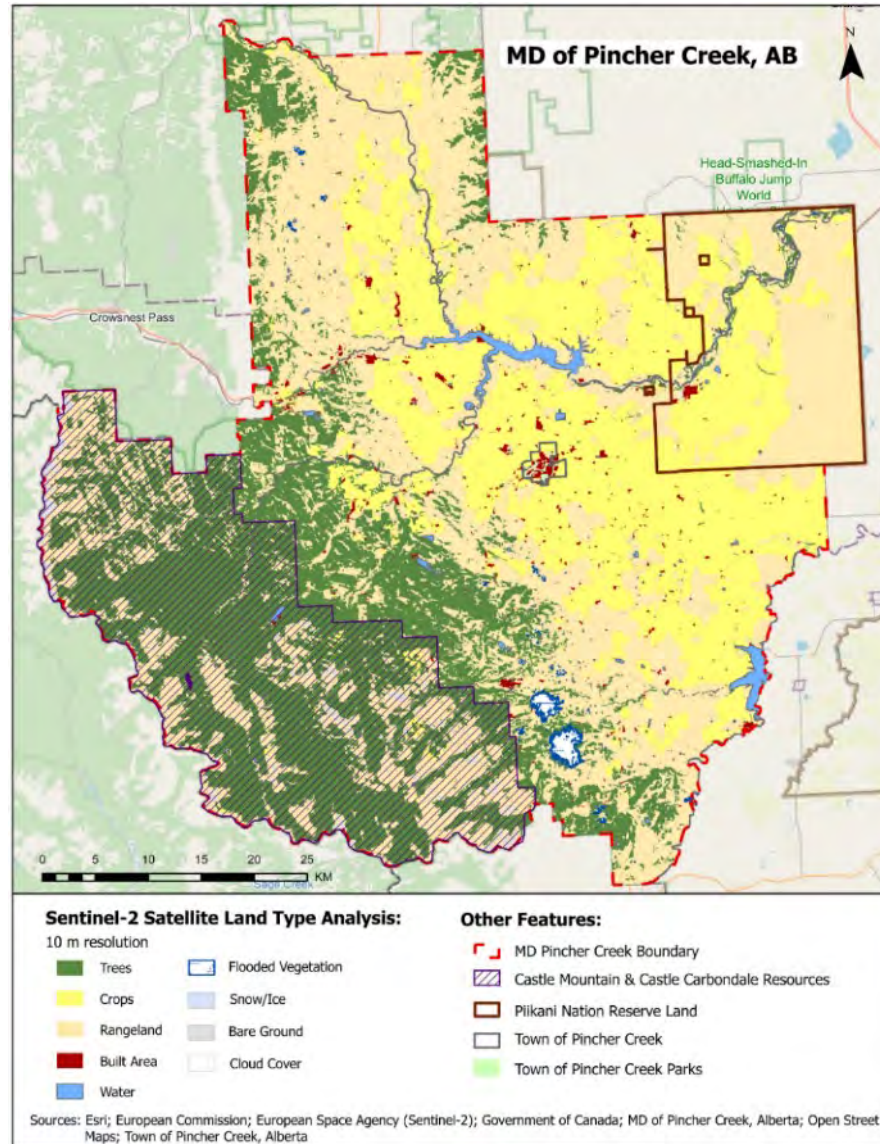 MD of Pincher Creek, AB
N
Head-Smashed-In
Buffalo Jump
World
Crowsnest Pass
0 5 10 15 20 25
KM
Sage Creek
Sentinel-2 Satellite Land Type Analysis:
10 m resolution
Trees
Crops
Rangeland
Built Area
Water
Flooded Vegetation
Snow/Ice
Bare Ground
Cloud Cover
Other Features:
MD Pincher Creek Boundary
Castle Mountain & Castle Carbondale Resources
Piikani Nation Reserve Land
Town of Pincher Creek
Town of Pincher Creek Parks
Sources: Esri; European Commission; European Space Agency (Sentinel-2); Government of Canada; MD of Pincher Creek, Alberta; Open Street
Maps; Town of Pincher Creek, Alberta